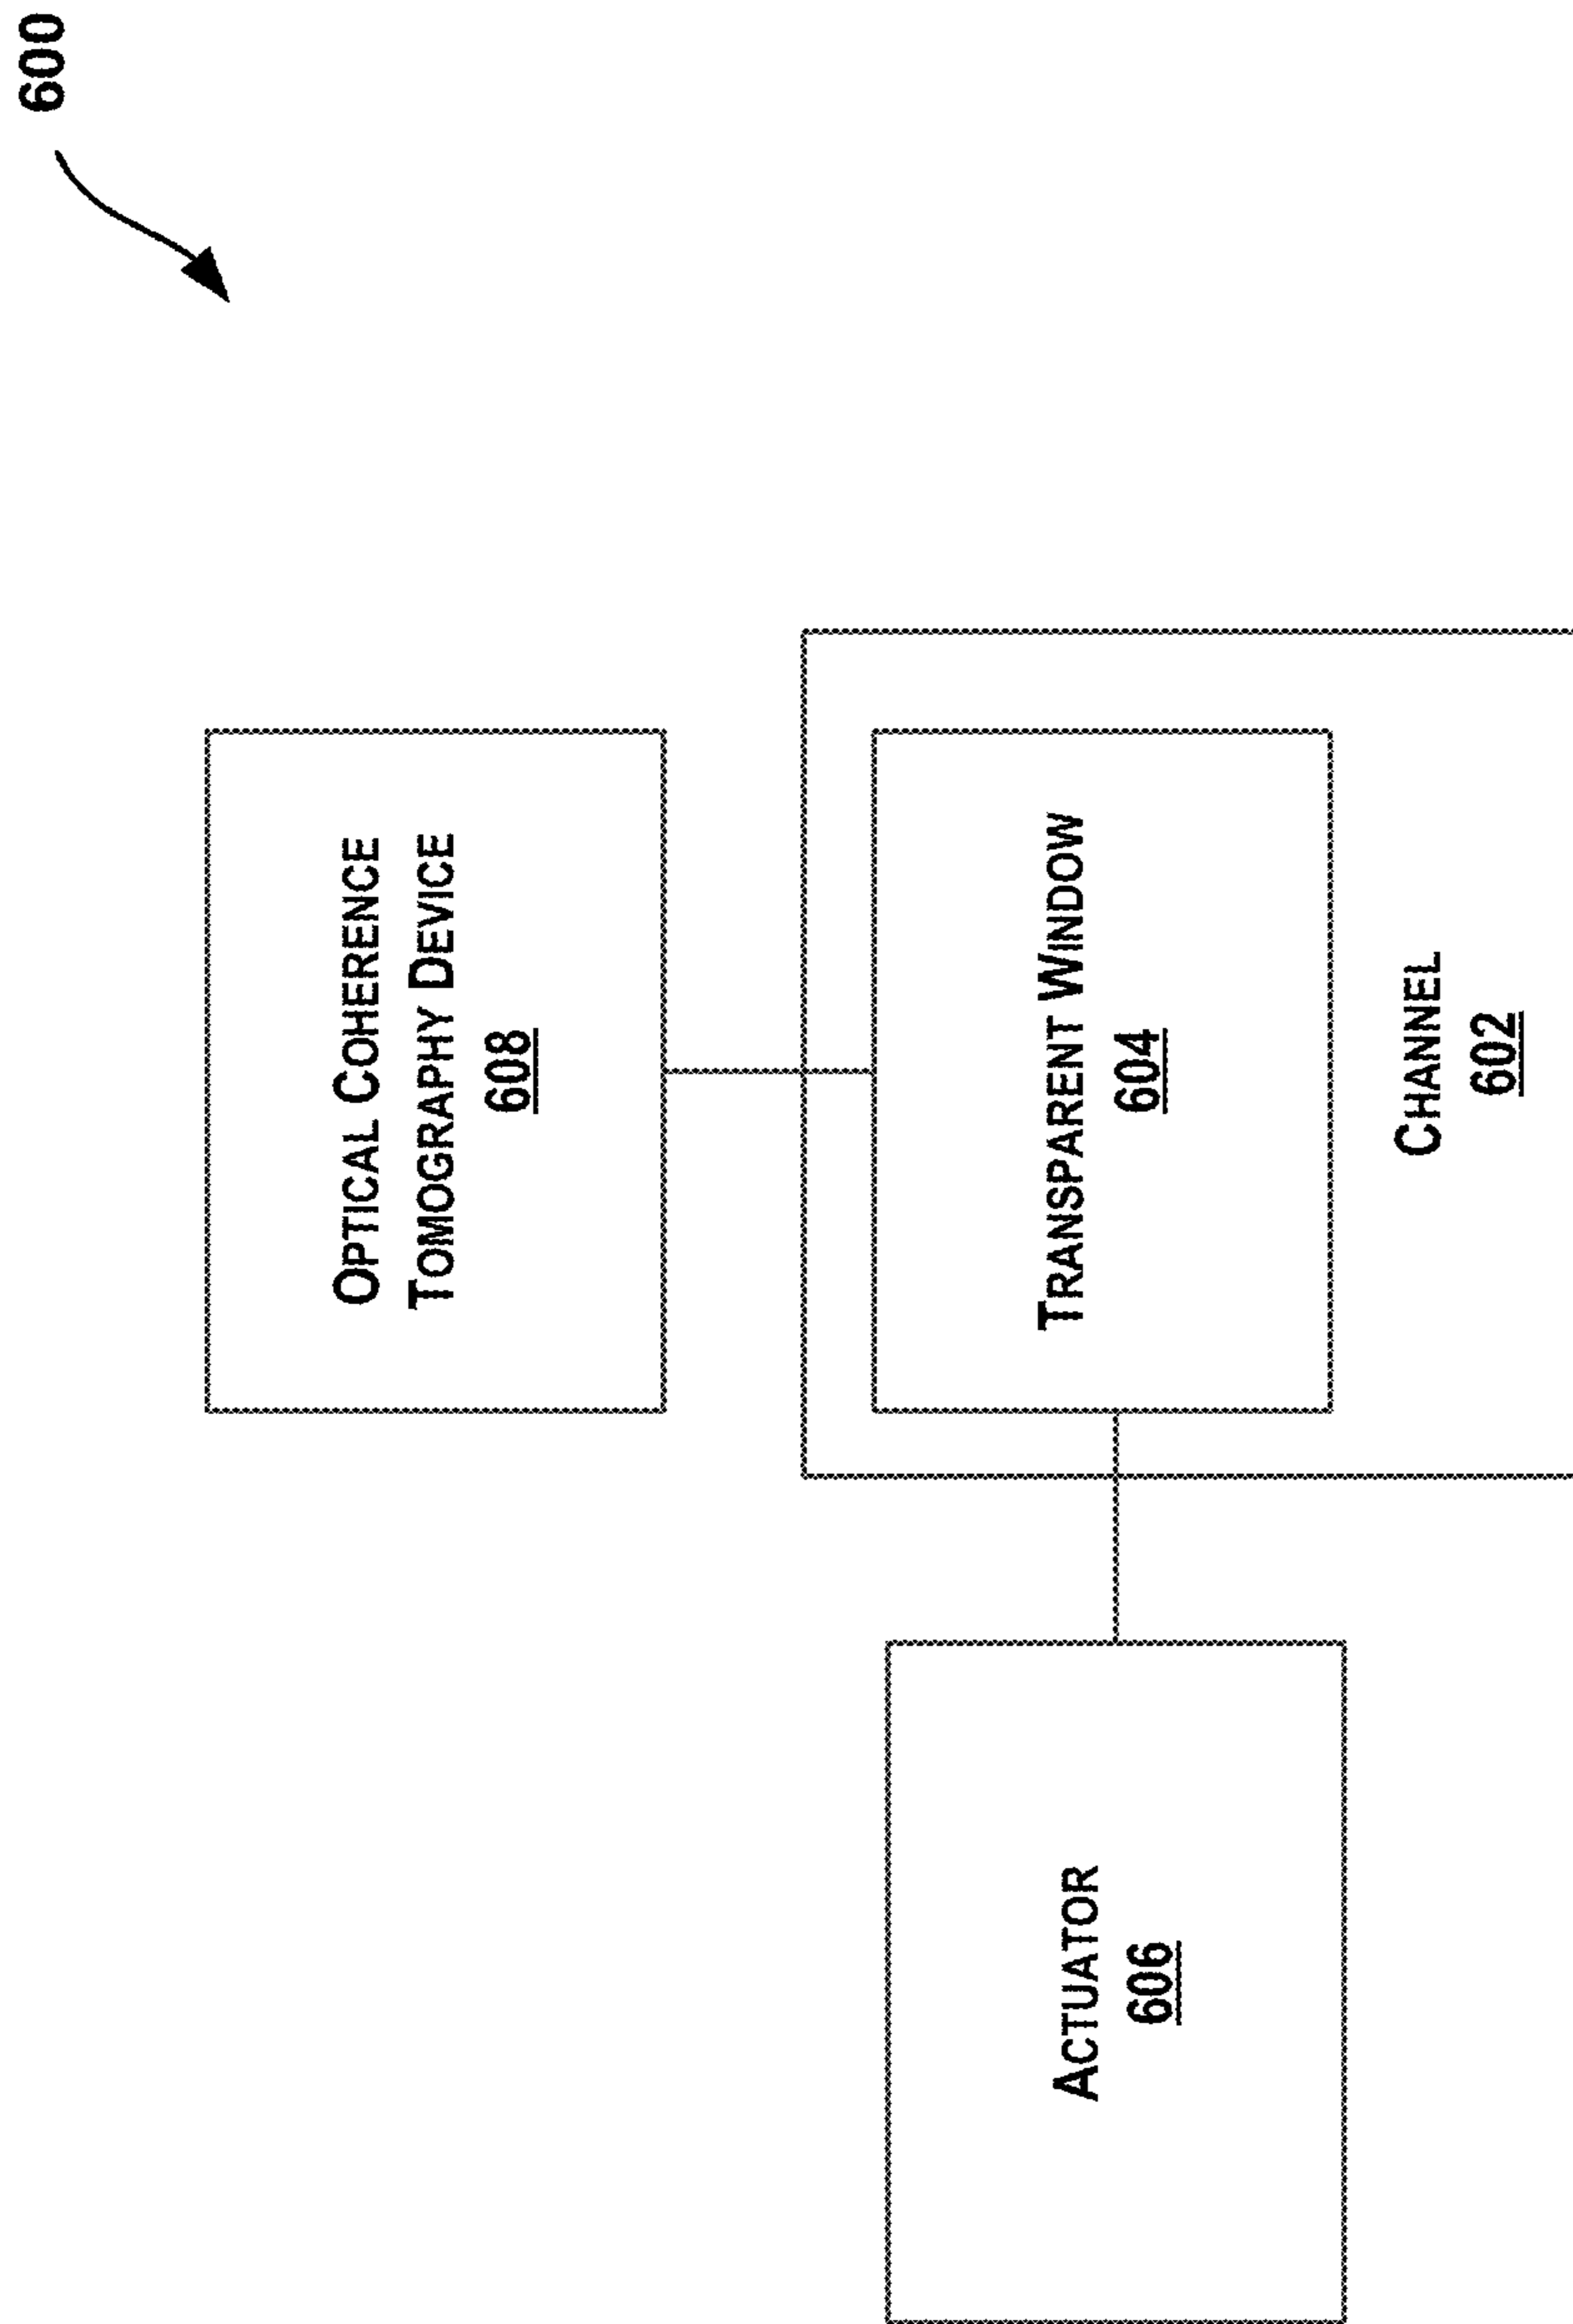 600
OPTICAL COHERENCE
TOMOGRAPHY DEVICE
608
TRANSPARENT WINDOW
604
CHANNEL
602
ACTUATOR
606